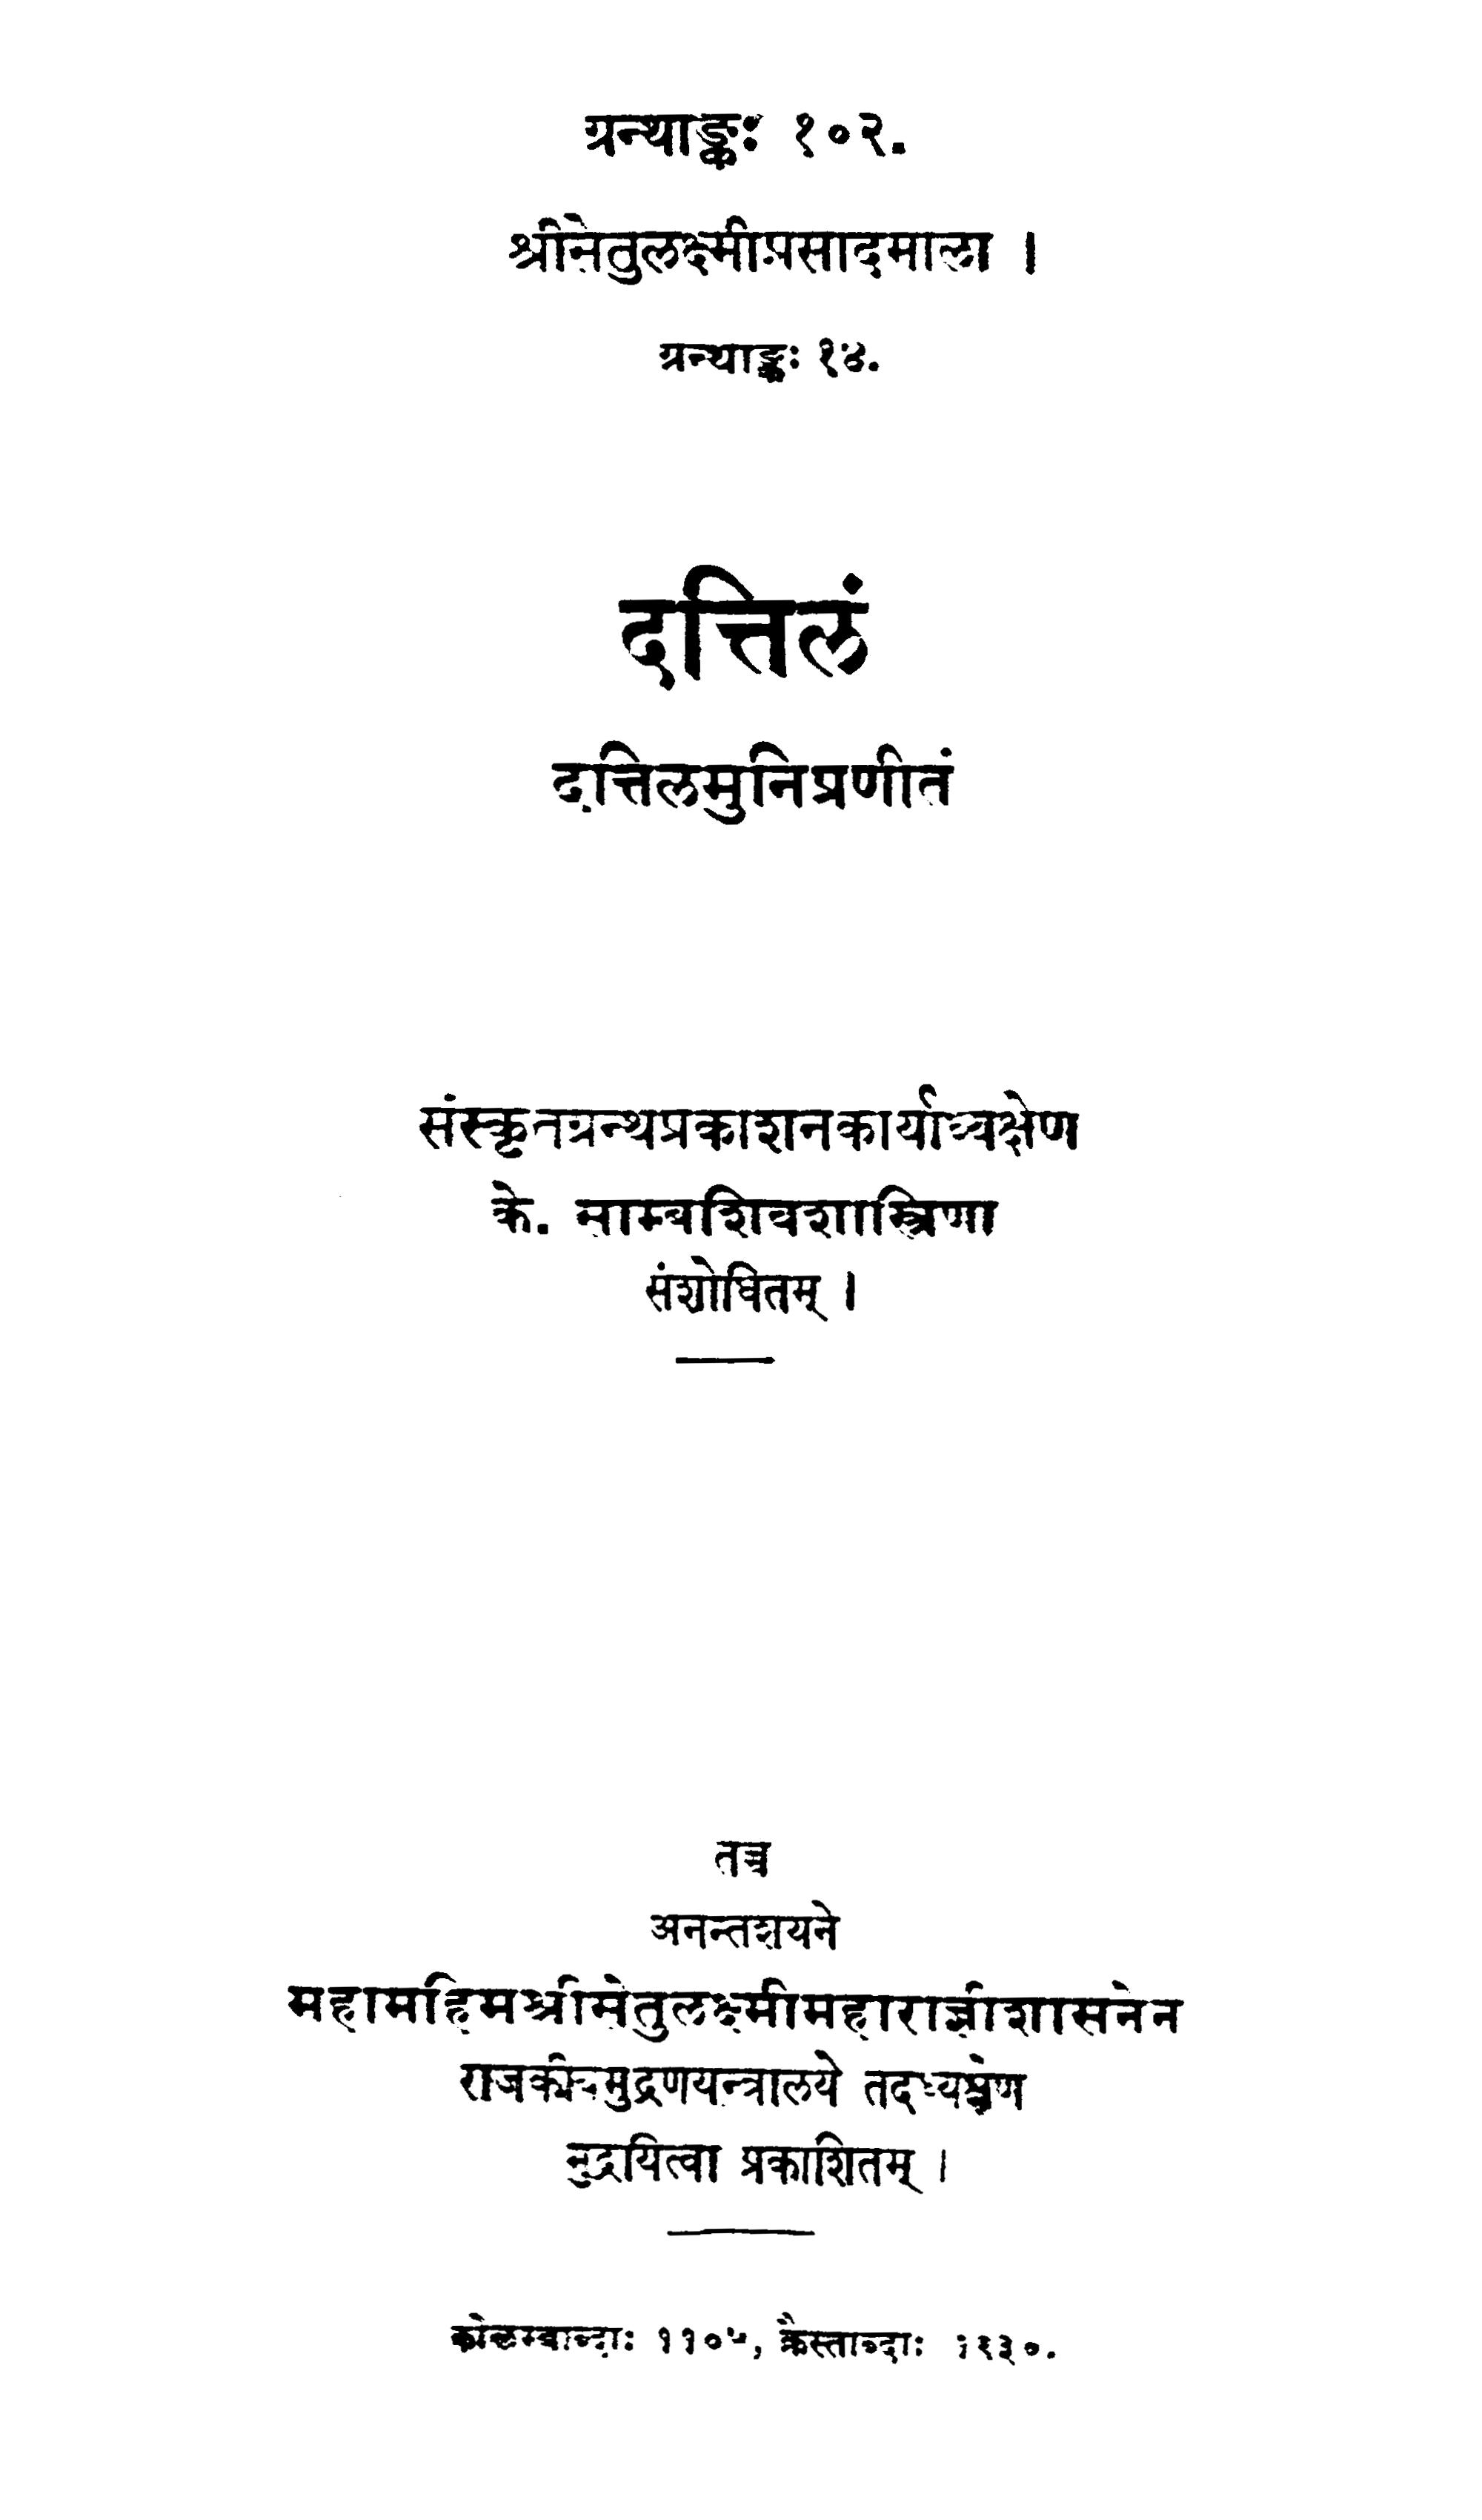 ग्रन्थाङ्कः १०२.
श्रीसेतुलक्ष्मीप्रसादमाला ।
ग्रन्थाङ्कः १४.
दत्तिलं
दत्तिलमुनिप्रणीतं
संस्कृतग्रन्थप्रकाशनकार्याध्यक्षेण
के. साम्बशिवशास्त्रिणा
संशोधितम् ।
तच्च
अनन्तशयने
महामहिमश्रीसेतुलक्ष्मीमहाराज्ञीशासनेन
राजकीयमुद्रणयन्त्रालये तदध्यक्षेण
मुद्रयित्वा प्रकाशितम् ।
कोळम्बाब्दाः ११०५, कैस्ताब्दाः १९३०.